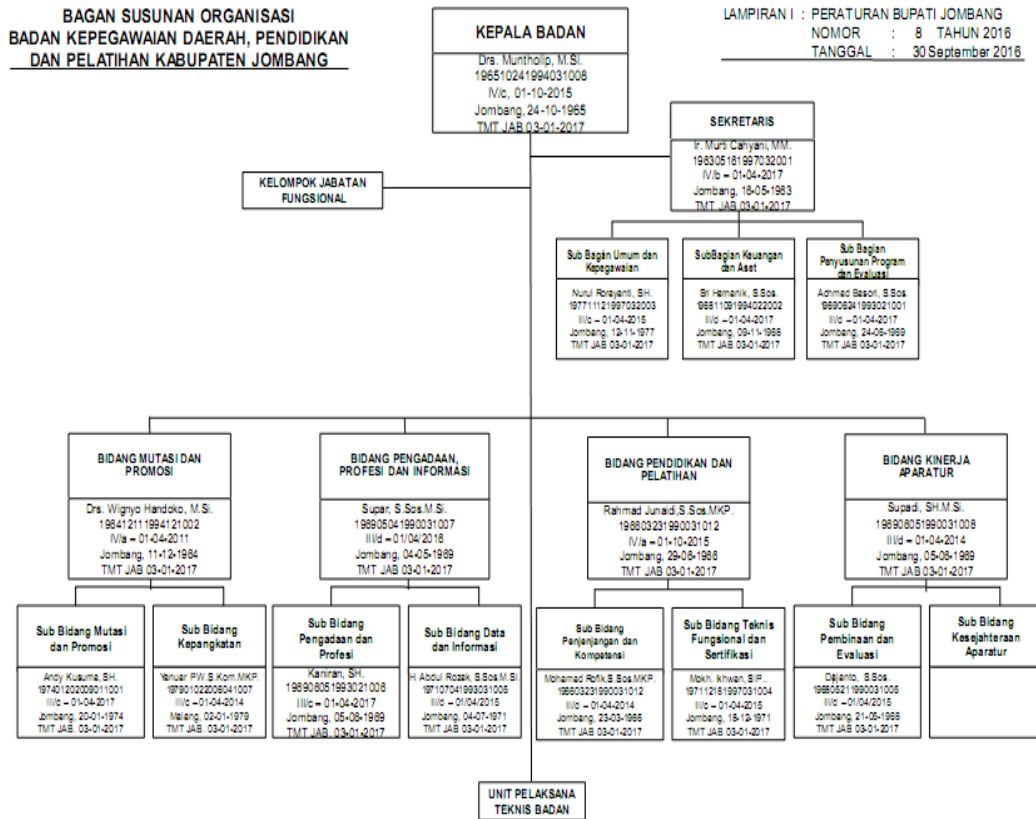 BAGAN SUSUNAN ORGANISASI
BADAN KEPEGAWAIAN DAERAH, PENDIDIKAN
DAN PELATIHAN KABUPATEN JOMBANG
LAMPIRAN I : PERATURAN BUPATI JOMBANG
NOMOR : 8 TAHUN 2016
TANGGAL : 30 September 2016
KEPALA BADAN
Drs. Muntholip, M.Si.
196510241994031008
IV/c, 01-10-2015
Jombang, 24-10-1965
TMT JAB 03-01-2017
SEKRETARIS
Ir. Murti Cahyani, MM.
196305161997032001
IV/b – 01-04-2017
Jombang, 16-05-1963
TMT JAB 03-01-2017
KELOMPOK JABATAN
FUNGSIONAL
Sub Bagan Umum dan
Kepegawaian
Nurul Rorayanti, SH.
197711121997032003
III/c – 01-04-2015
Jombang, 12-11-1977
TMT JAB 03-01-2017
SubBagian Keuangan
dan Aset
Sri Hernanik, S.Sos.
196811091994022002
III/d – 01-04-2017
Jombang, 09-11-1968
TMT JAB 03-01-2017
Sub Bagian
Penyusunan Program
dan Evaluasi
Achmad Basori, S.Sos.
196906241993021001
III/d – 01-04-2017
Jombang, 24-06-1969
TMT JAB 03-01-2017
BIDANG MUTASI DAN
PROMOSI
Drs. Wignyo Handoko, M.Si.
196412111994121002
IV/a – 01-04-2011
Jombang, 11-12-1964
TMT JAB 03-01-2017
BIDANG PENGADAAN,
PROFESI DAN INFORMASI
Supar, S.Sos.M.Si.
196905041990031007
III/d – 01/04/2016
Jombang, 04-05-1969
TMT JAB 03-01-2017
BIDANG PENDIDIKAN DAN
PELATIHAN
Rahmad Junaidi,S.Sos.MKP.
196603231990031012
IV/a – 01-10-2015
Jombang, 29-06-1966
TMT JAB 03-01-2017
BIDANG KINERJA
APARATUR
Supadi, SH.M.Si.
196906051990031008
III/d – 01-04-2014
Jombang, 05-06-1969
TMT JAB 03-01-2017
Sub Bidang Mutasi
dan Promosi
Andy Kusuma, SH.
197401202009011001
III/c – 01-04-2017
Jombang, 20-01-1974
TMT JAB. 03-01-2017
Sub Bidang
Kepangkatan
Yanuar PW.S.Kom.MKP.
197901022006041007
III/c – 01-04-2014
Malang, 02-01-1979
TMT JAB. 03-01-2017
Sub Bidang
Pengadaan dan
Profesi
Kaniran, SH.
196906051993021006
III/c – 01-04-2017
Jombang, 05-06-1969
TMT JAB. 03-01-2017
Sub Bidang Data
dan Informasi
H. Abdul Rozak, S.Sos.M.Si.
197107041993031005
III/d – 01/04/2015
Jombang, 04-07-1971
TMT JAB 03-01-2017
Sub Bidang
Penjenjangan dan
Kompetensi
Mohamad Rofik,S.Sos.MKP.
196603231990031012
III/d – 01-04-2014
Jombang, 23-03-1966
TMT JAB 03-01-2017
Sub Bidang Teknis
Fungsional dan
Sertifikasi
Mokh. Ikhwan, SIP..
197112181997031004
III/c – 01-04-2015
Jombang, 18-12-1971
TMT JAB 03-01-2017
Sub Bidang
Pembinaan dan
Evaluasi
S.Sos.
196805211990031005
III/d – 01/04/2015
Jombang, 21-05-1968
TMT JAB 03-01-2017
Sub Bidang
Kesejahteraan
Aparatur
UNIT PELAKSANA
TEKNIS BADAN